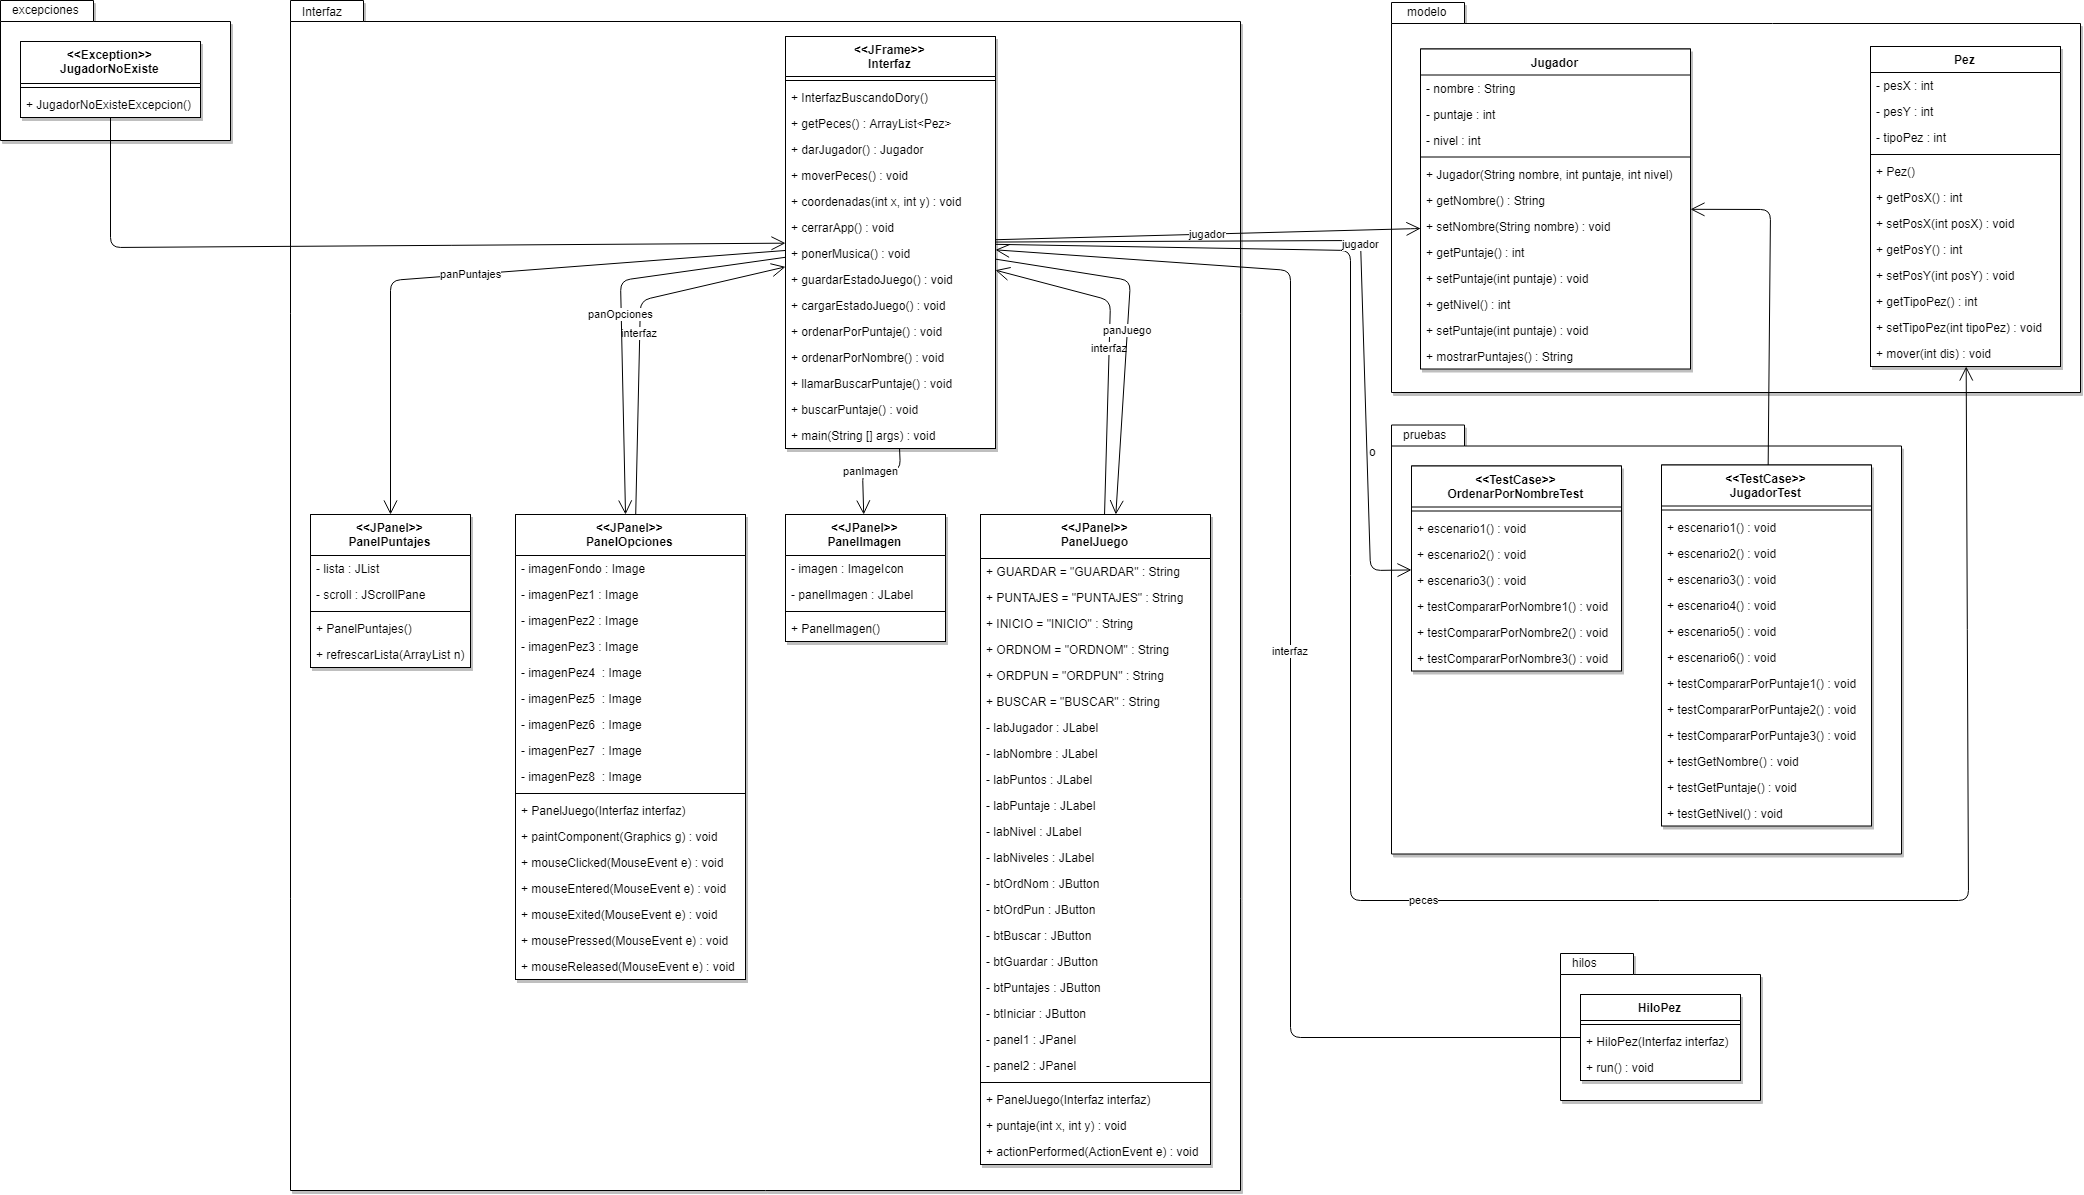 excepciones
<<Exception>>
JugadorNoExiste
+ JugadorNoExisteExcepcion()
Interfaz
<<JFrame>>
Interfaz
+ InterfazBuscandoDory()
+ getPeces() : ArrayList<Pez>
+ darJugador() : Jugador
+ moverPeces() : void
+ coordenadas(int x, int y) : void
+ cerrarApp() : void
+ ponerMusica() : void
+ guardarEstadoJuego() : void
+ cargarEstadoJuego() : void
+ ordenarPorPuntaje() : void
+ ordenarPorNombre() : void
+ llamarBuscarPuntaje() : void
+ buscarPuntaje() : void
+ main(String [] args) : void
panPuntajes
panOpciones
interfaz
panImagen
panJuego
interfaz
<<JPanel>>
PanelPuntajes
- lista : JList
- scroll : JScrollPane
+ PanelPuntajes()
+ refrescarLista(ArrayList n)
<<JPanel>>
PanelOpciones
- imagenFondo : Image
- imagenPez1 : Image
- imagenPez2 : Image
- imagenPez3 : Image
- imagenPez4 : Image
- imagenPez5 : Image
- imagenPez6 : Image
- imagenPez7 : Image
- imagenPez8 : Image
+ PanelJuego(Interfaz interfaz)
+ paintComponent(Graphics g) : void
+ mouseClicked(MouseEvent e) : void
+ mouseEntered(MouseEvent e) : void
+ mouseExited(MouseEvent e) : void
+ mousePressed(MouseEvent e) : void
+ mouseReleased(MouseEvent e) : void
<<JPanel>>
PanelImagen
- imagen : ImageIcon
- panelImagen : JLabel
+ PanelImagen()
<<JPanel>>
PanelJuego
+ GUARDAR = "GUARDAR" : String
+ PUNTAJES = "PUNTAJES" : String
+ INICIO = "INICIO" : String
+ ORDNOM = "ORDNOM" : String
+ ORDPUN = "ORDPUN" : String
+ BUSCAR = "BUSCAR" : String
- labJugador : JLabel
- labNombre : JLabel
- labPuntos : JLabel
- labPuntaje : JLabel
- labNivel : JLabel
- labNiveles : JLabel
- btOrdNom : JButton
- btOrdPun : JButton
- btBuscar : JButton
- btGuardar : JButton
- btPuntajes : JButton
- btIniciar : JButton
- panel1 : JPanel
- panel2 : JPanel
+ PanelJuego(Interfaz interfaz)
+ puntaje(int x, int y) : void
+ actionPerformed(ActionEvent e) : void
jugador
jugador
o
interfaz
peces
modelo
Jugador
- nombre : String
- puntaje : int
- nivel : int
+ Jugador(String nombre, int puntaje, int nivel)
+ getNombre() : String
+ setNombre(String nombre) : void
+ getPuntaje() : int
+ setPuntaje(int puntaje) : void
+ getNivel() : int
+ setPuntaje(int puntaje) : void
+ mostrarPuntajes() : String
Pez
- pesX : int
- pesY : int
- tipoPez : int
+ Pez()
+ getPosX() : int
+ setPosX(int posX) : void
+ getPosY() : int
+ setPosY(int posY) : void
+ getTipoPez() : int
+ setTipoPez(int tipoPez) : void
+ mover(int dis) : void
pruebas
<<TestCase>>
OrdenarPorNombreTest
+ escenario1() : void
+ escenario2() : void
+ escenario3() : void
+ testCompararPorNombre1() : void
+ testCompararPorNombre2() : void
+ testCompararPorNombre3() : void
<<TestCase>>
JugadorTest
+ escenario1() : void
+ escenario2() : void
+ escenario3() : void
+ escenario4() : void
+ escenario5() : void
+ escenario6() : void
+ testCompararPorPuntaje1() : void
+ testCompararPorPuntaje2() : void
+ testCompararPorPuntaje3() : void
+ testGetNombre() : void
+ testGetPuntaje() : void
+ testGetNivel() : void
hilos
HiloPez
+ HiloPez(Interfaz interfaz)
+ run() : void